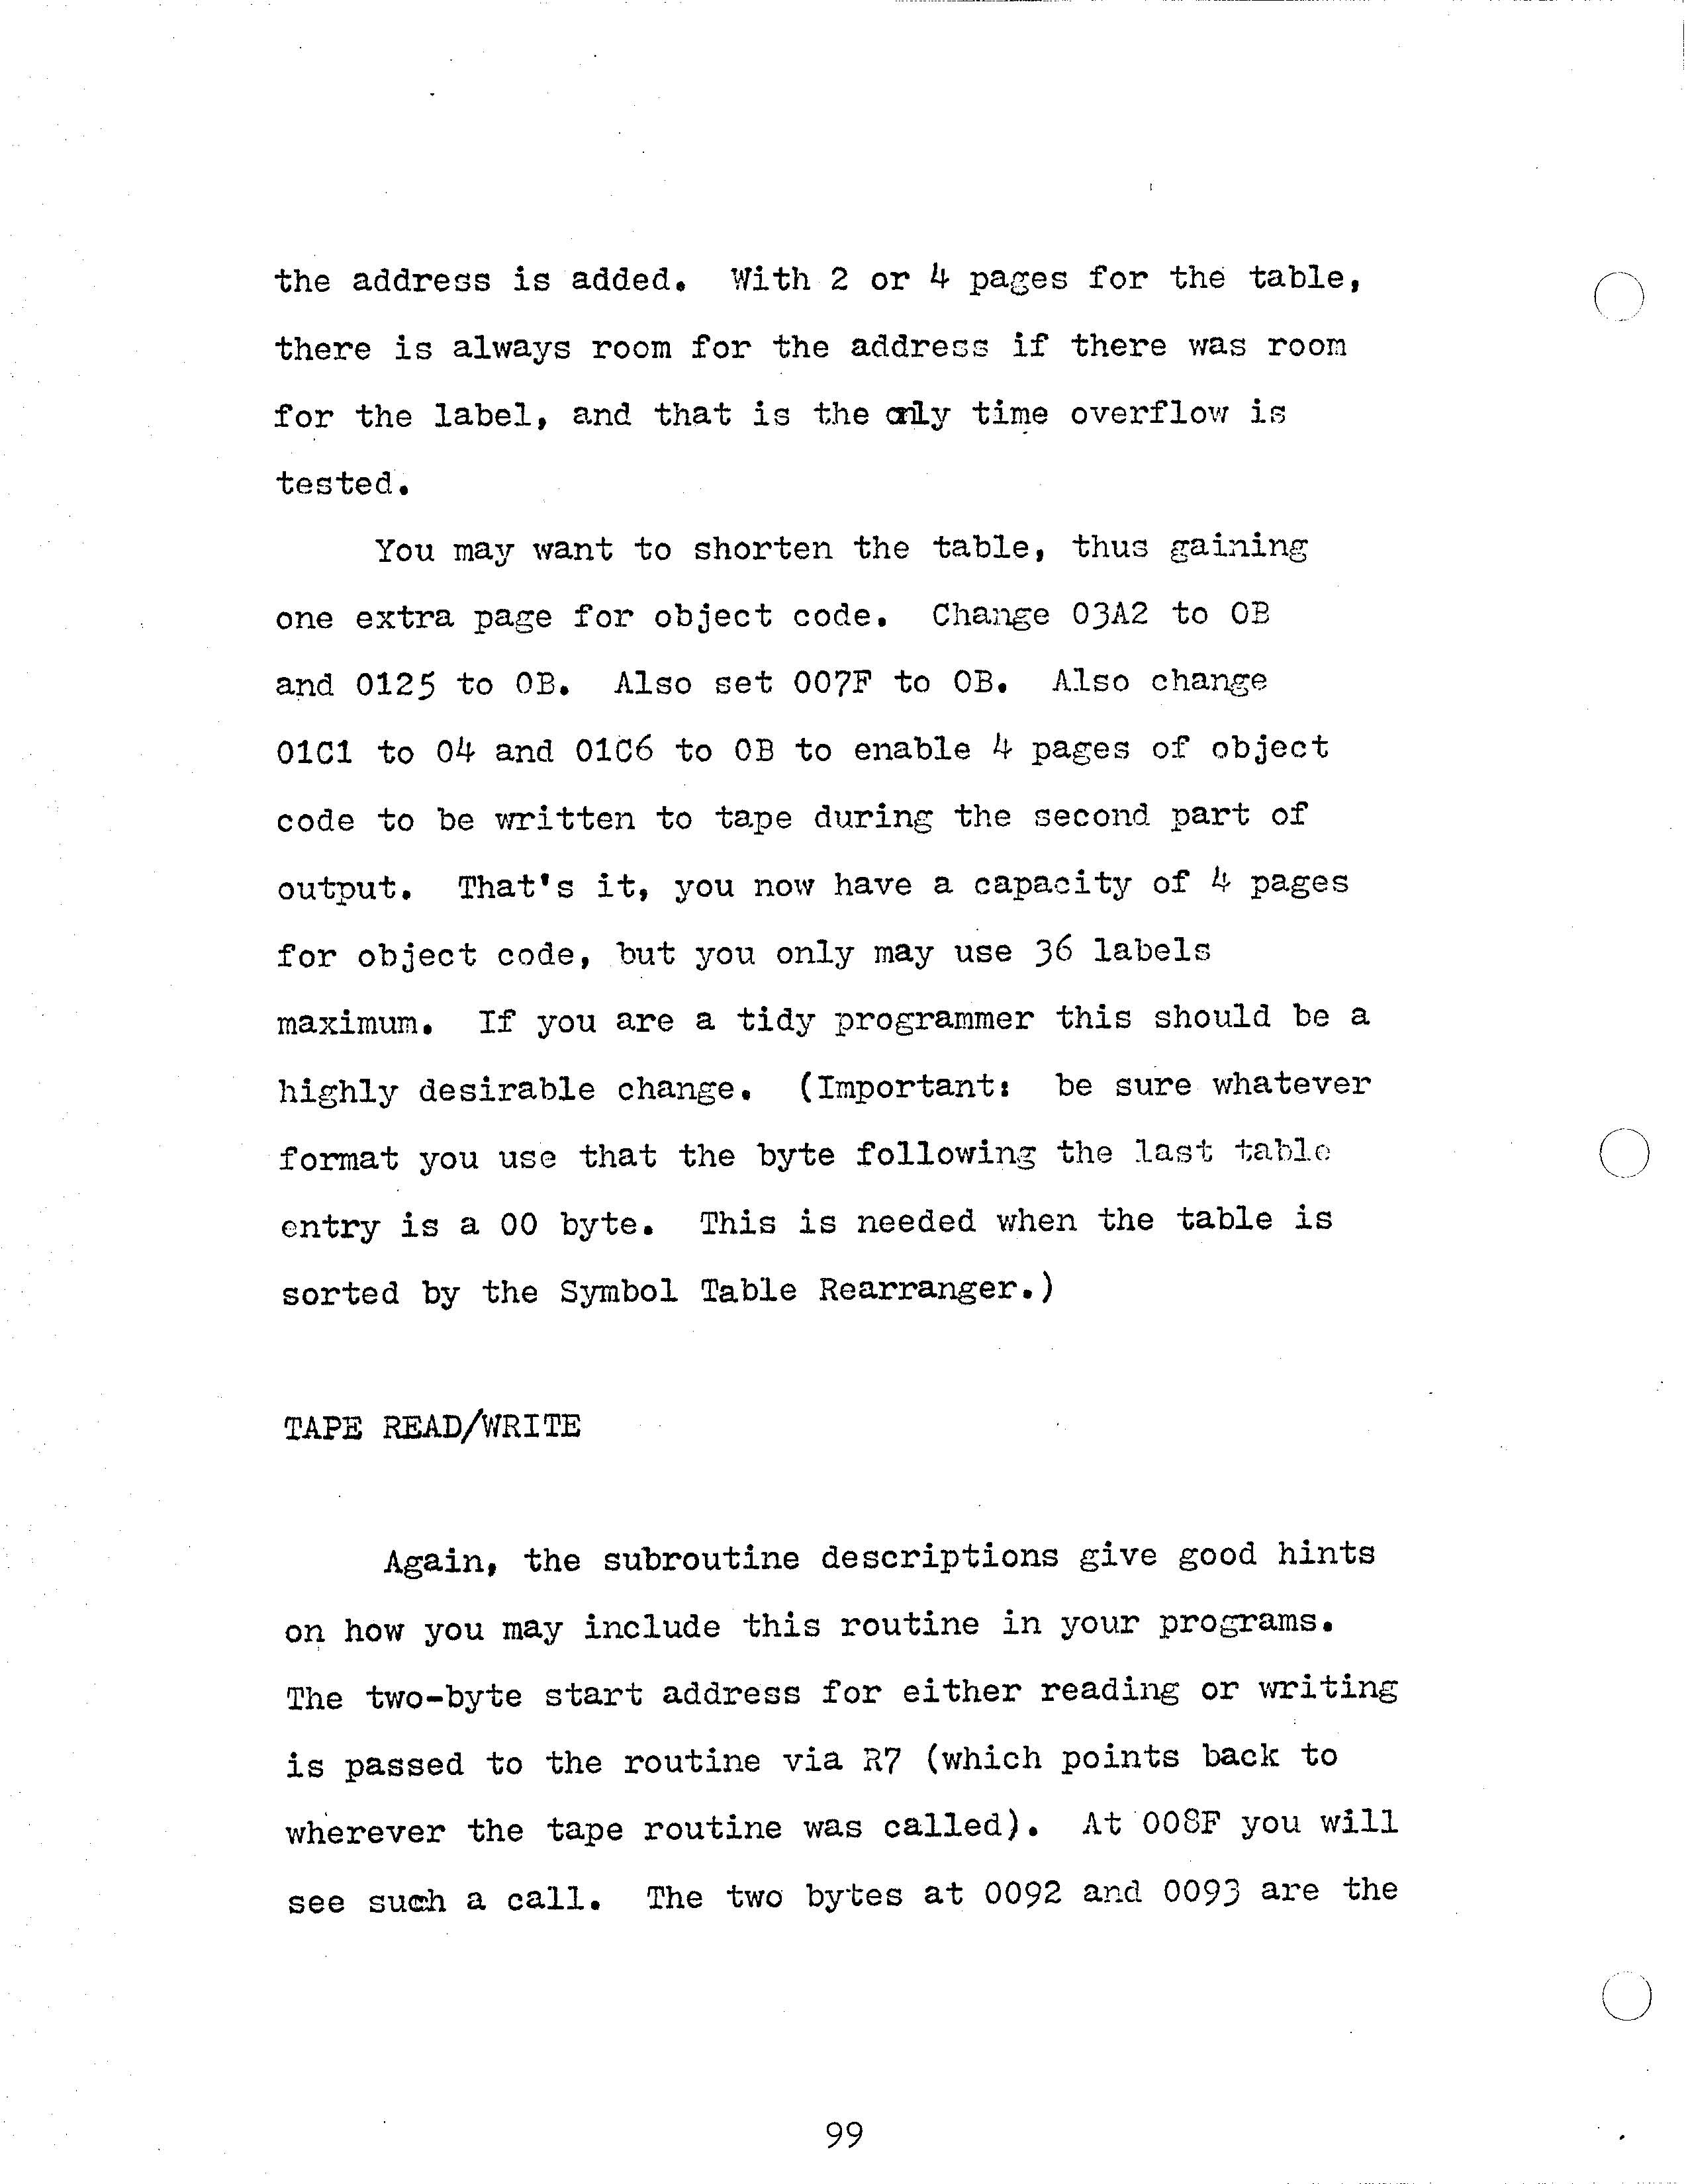 the address is added.  With 2 or 4 pages for the table,
there is always room for the address if there was room
for the label, and that is the only time overflow is
tested.
You may want to shorten the table, thus gaining
one extra page for object code.  Change 03A2 to 0B
and 0125 to 0B.  Also set 007F to 0B.  Also change
01C1 to 04 and 01C6 to 0B to enable 4 pages of object
code to be written to tape during the second part of
output.  That's it, you now have a capacity of 4 pages
for object code, but you only may use 36 labels
maximum.  If you are a tidy programmer this should be a
highly desirable change.  (Important:  be sure whatever
format you use that the byte following the last table
entry is a 00 byte.  This is needed when the table is
sorted by the Symbol Table Rearranger.)
TAPE READ/WRITE
Again, the subroutine descriptions give good hints
on how you may include this routine in your programs.
The two-byte start address for either reading or writing
is passed to the routine via R7 (which points back to
wherever the tape routine was called).  At 008F you will
see such a call.  The two bytes at 0092 and 0093 are the
99